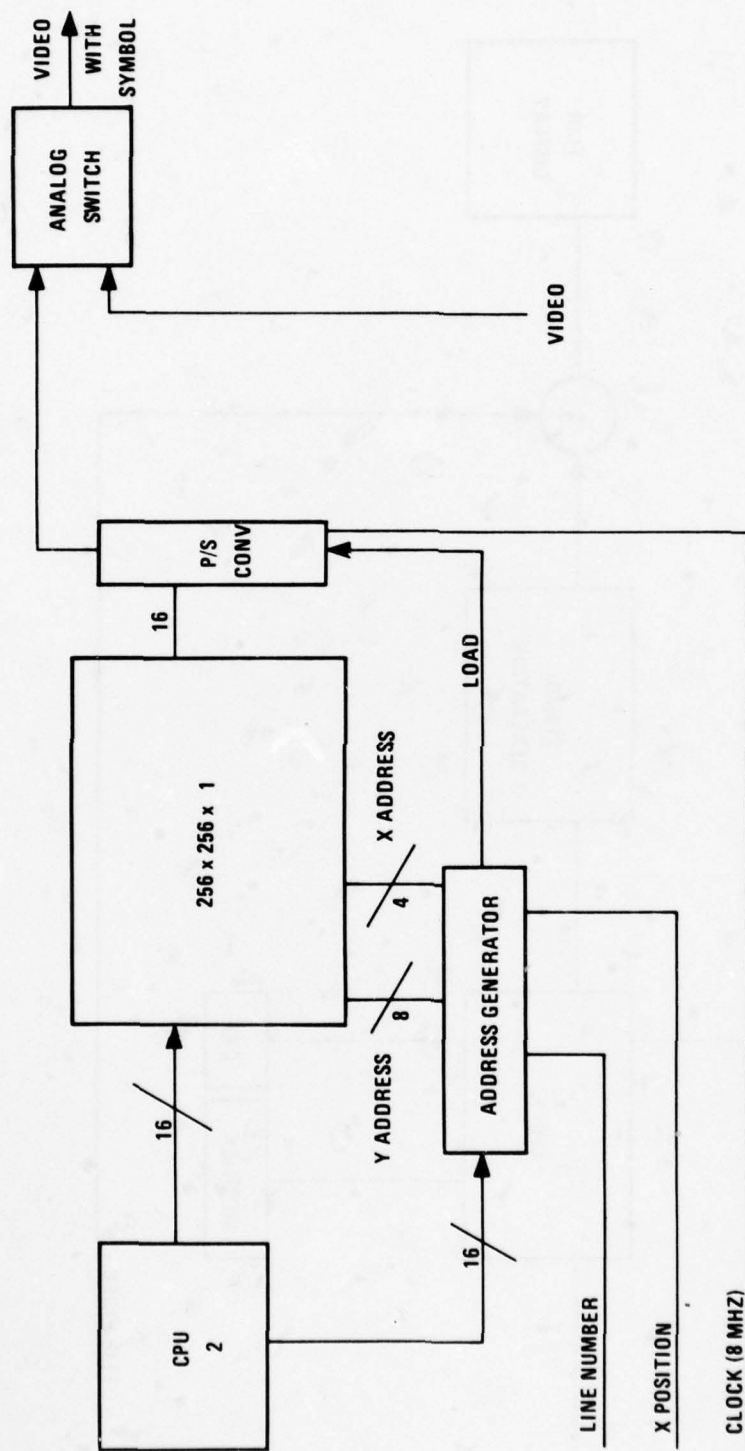 CPU
2
16
16
256 x 256 x 1
Y ADDRESS
8
X ADDRESS
4
ADDRESS GENERATOR
LOAD
16
P/S
CONV
ANALOG
SWITCH
VIDEO
WITH
SYMBOL
VIDEO
LINE NUMBER
X POSITION
CLOCK (8 MHZ)